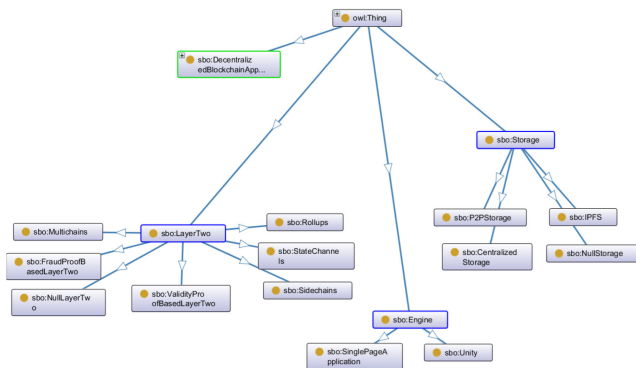 owl:Thing
sbo:Decentraliz
edBlockchainApp...
sbo:Storage
sbo:P2PStorage
sbo:IPFS
sbo:Rollups
sbo:Multichains
sbo:LayerTwo
sbo:Centralized
Storage
sbo:NullStorage
sbo:StateChanne
ls
sbo:FraudProofB
asedLayerTwo
sbo:Sidechains
sbo:NullLayerTw
o
sbo:ValidityPro
ofBasedLayerTwo
sbo:Engine
sbo:SinglePageA
pplication
sbo:Unity